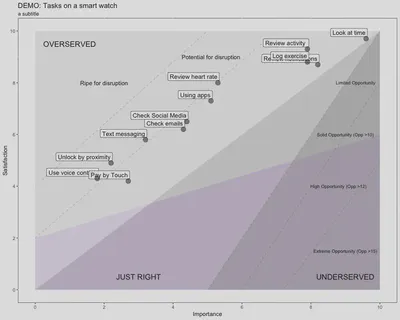 DEMO: Tasks on a smart watch
a subtitle
OVERSERVED
Look at time
Review activity
Potential for disruption
Log exercise
Review heart rate
Ripe for disruption
Limited Opportunity
Using apps
Check Social Media
Check emails
Text messaging
Solid Opportunity (Opp >10)
Unlock by proximity
Use voice
Pay by Touch
High Opportunity (Opp >12)
Extreme Opportunity (Opp >15)
JUST RIGHT
UNDERSERVED
Satisfaction
10
8
6
4
2
0
0
2
4
6
8
10
Importance